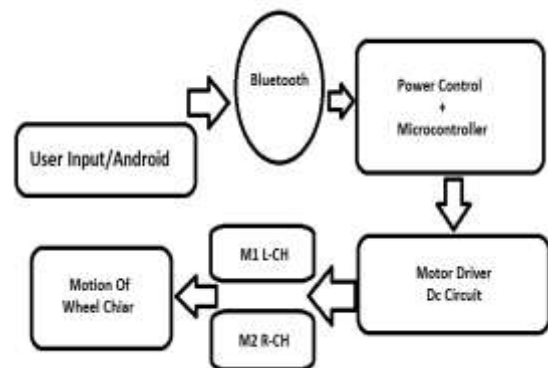 User Input/Android
Bluetooth
Power Control
+
Microcontroller
Motor Driver
Dc Circuit
M1 L-CH
M2 R-CH
Motion Of
Wheel Chiar